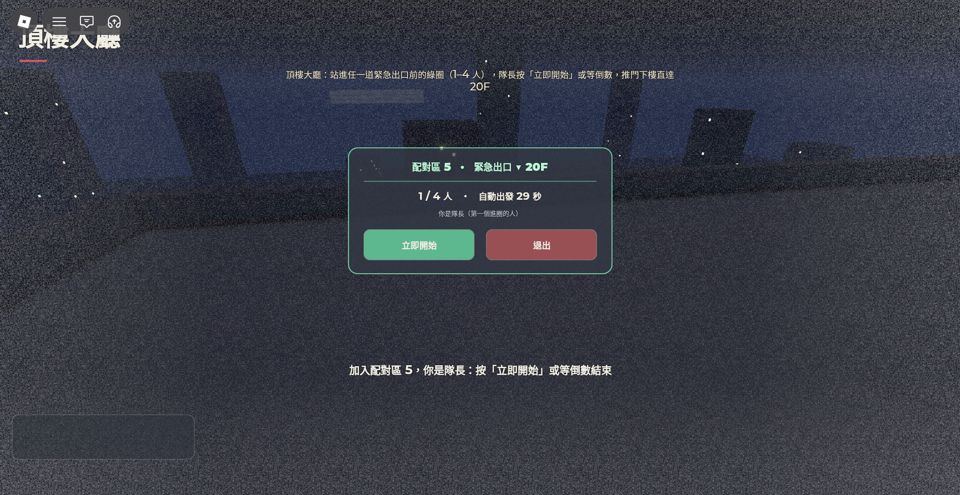 頂樓大廳
頂樓大廳：站進任一道緊急出口前的綠圈（1–4 人），隊長按「立即開始」或等倒數，推門下樓直達
20F
配對區 5 • 緊急出口 ▼ 20F
1 / 4 人 • 自動出發 29 秒
你是隊長（第一個進圈的人）
立即開始
退出
加入配對區 5，你是隊長：按「立即開始」或等倒數結束